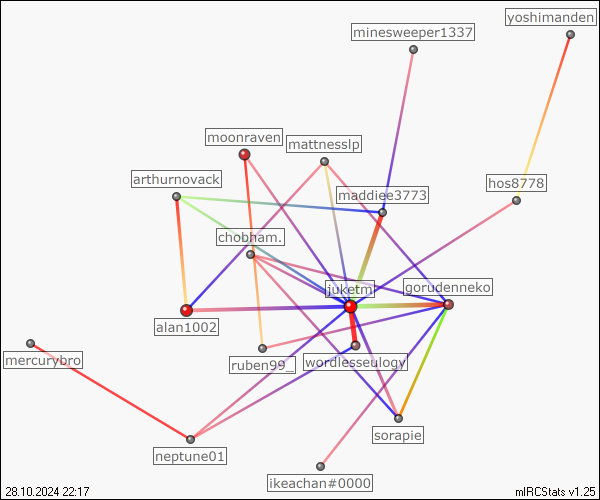 yoshimanden
minesweeper1337
moonraven
mattnesslp
arthurnovack
hos8778
maddiee3773
chobham.
juketm
gorudenneko
alan1002
mercurybro
ruben99_
wordlesseulogy
sorapie
neptune01
ikeachan#0000
28.10.2024 22:17
mIRCStats v1.25